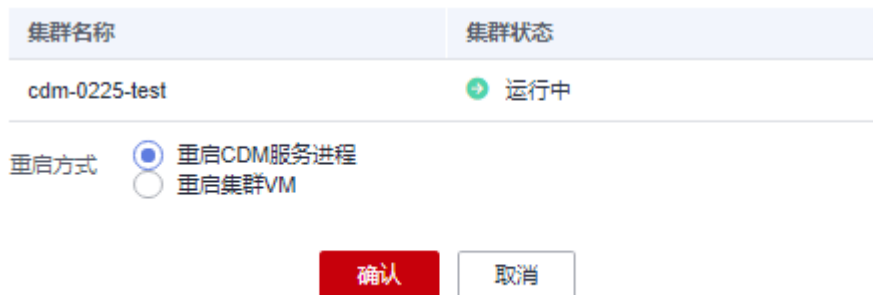 集群名称 集群状态
cdm-0225-test 运行中
重启方式 重启CDM服务进程
重启集群VM
确认 取消